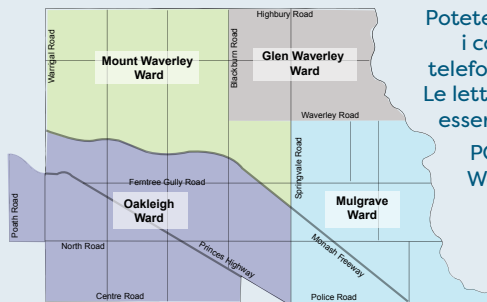 Highbury Road
Warrigal Road
Blackburn Road
Mount Waverley
Ward
Glen Waverley
Ward
Waverley Road
Springvale Road
Ferntree Gully Road
Poath Road
Oakleigh
Ward
Mulgrave
Ward
North Road
Princes Highway
Monash Freeway
Centre Road
Police Road
Potete
i co
telefo
Le lett
esser
PO
W